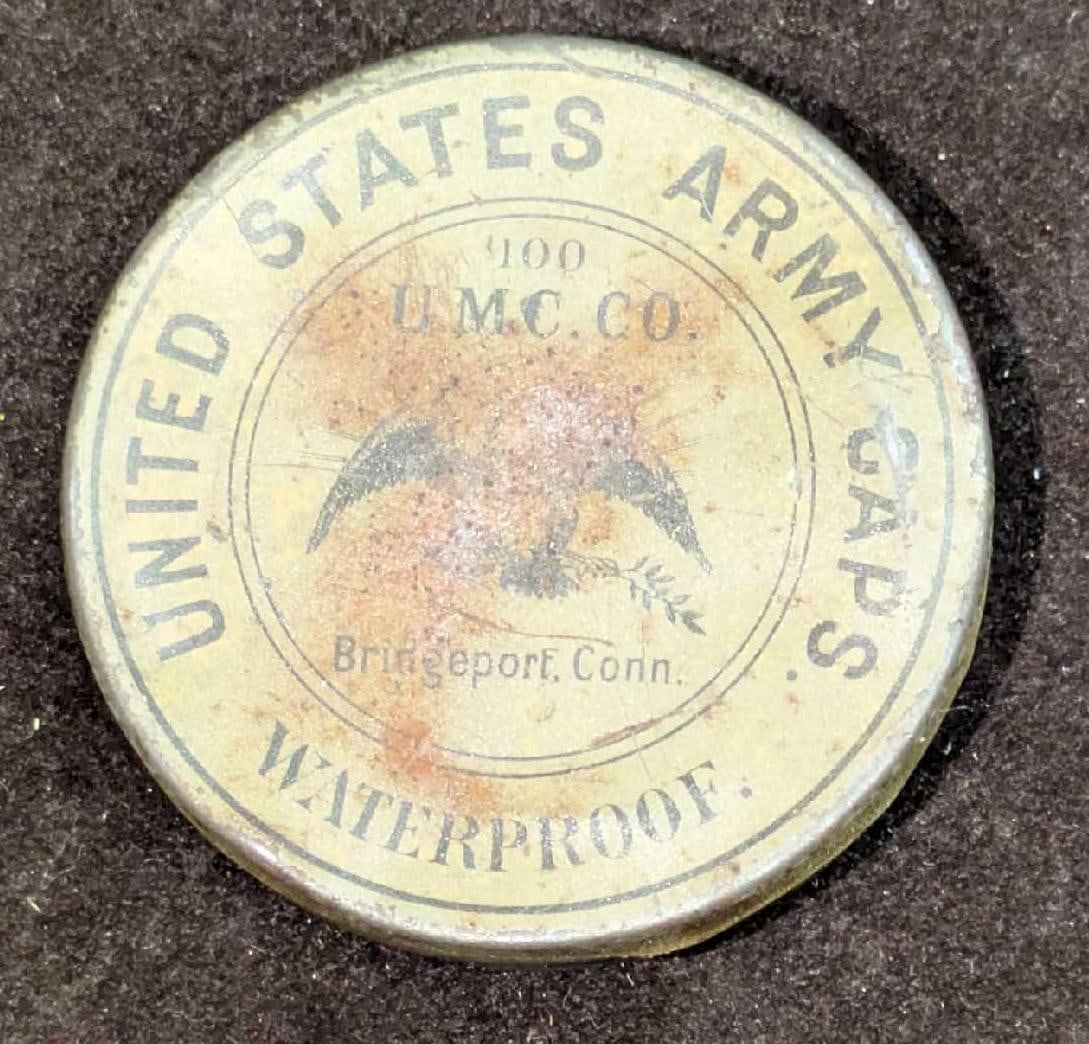 UNITED STATES ARMY CAPS.
100
U.M.C. CO.
Bridgeport, Conn.
WATERPROOF.